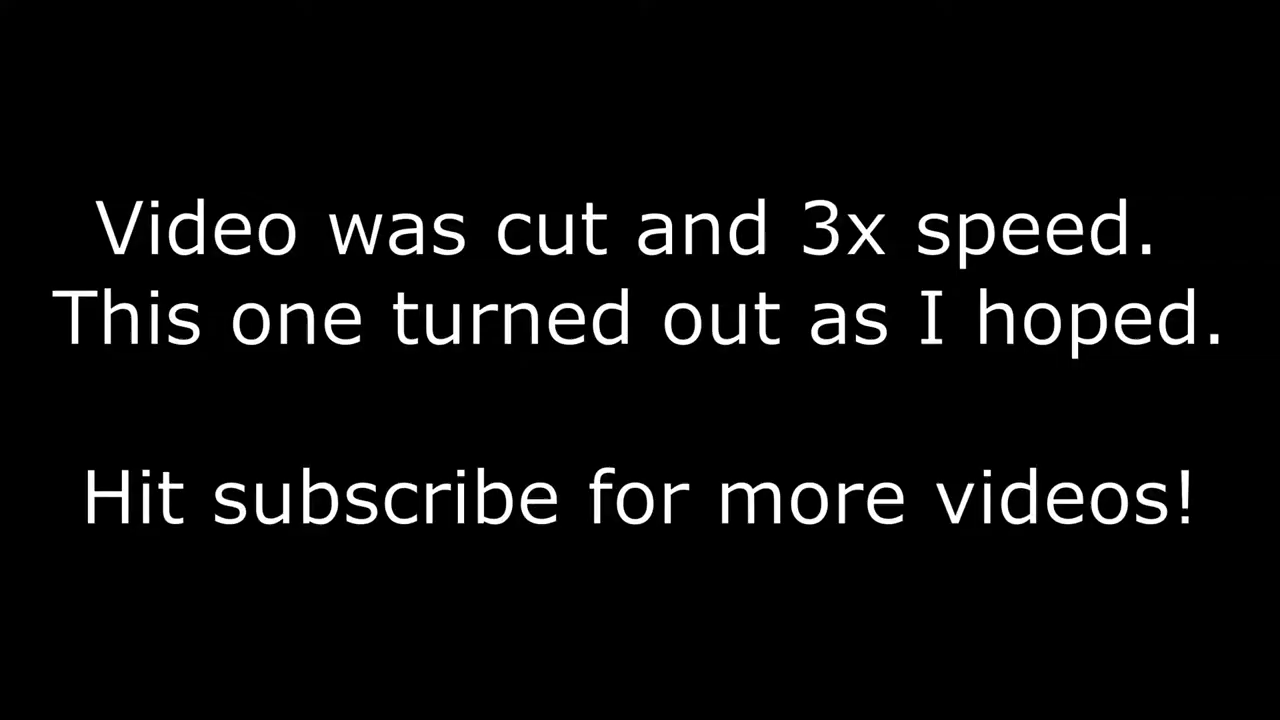 Video was cut and 3x speed.
This one turned out as I hoped.
Hit subscribe for more videos!